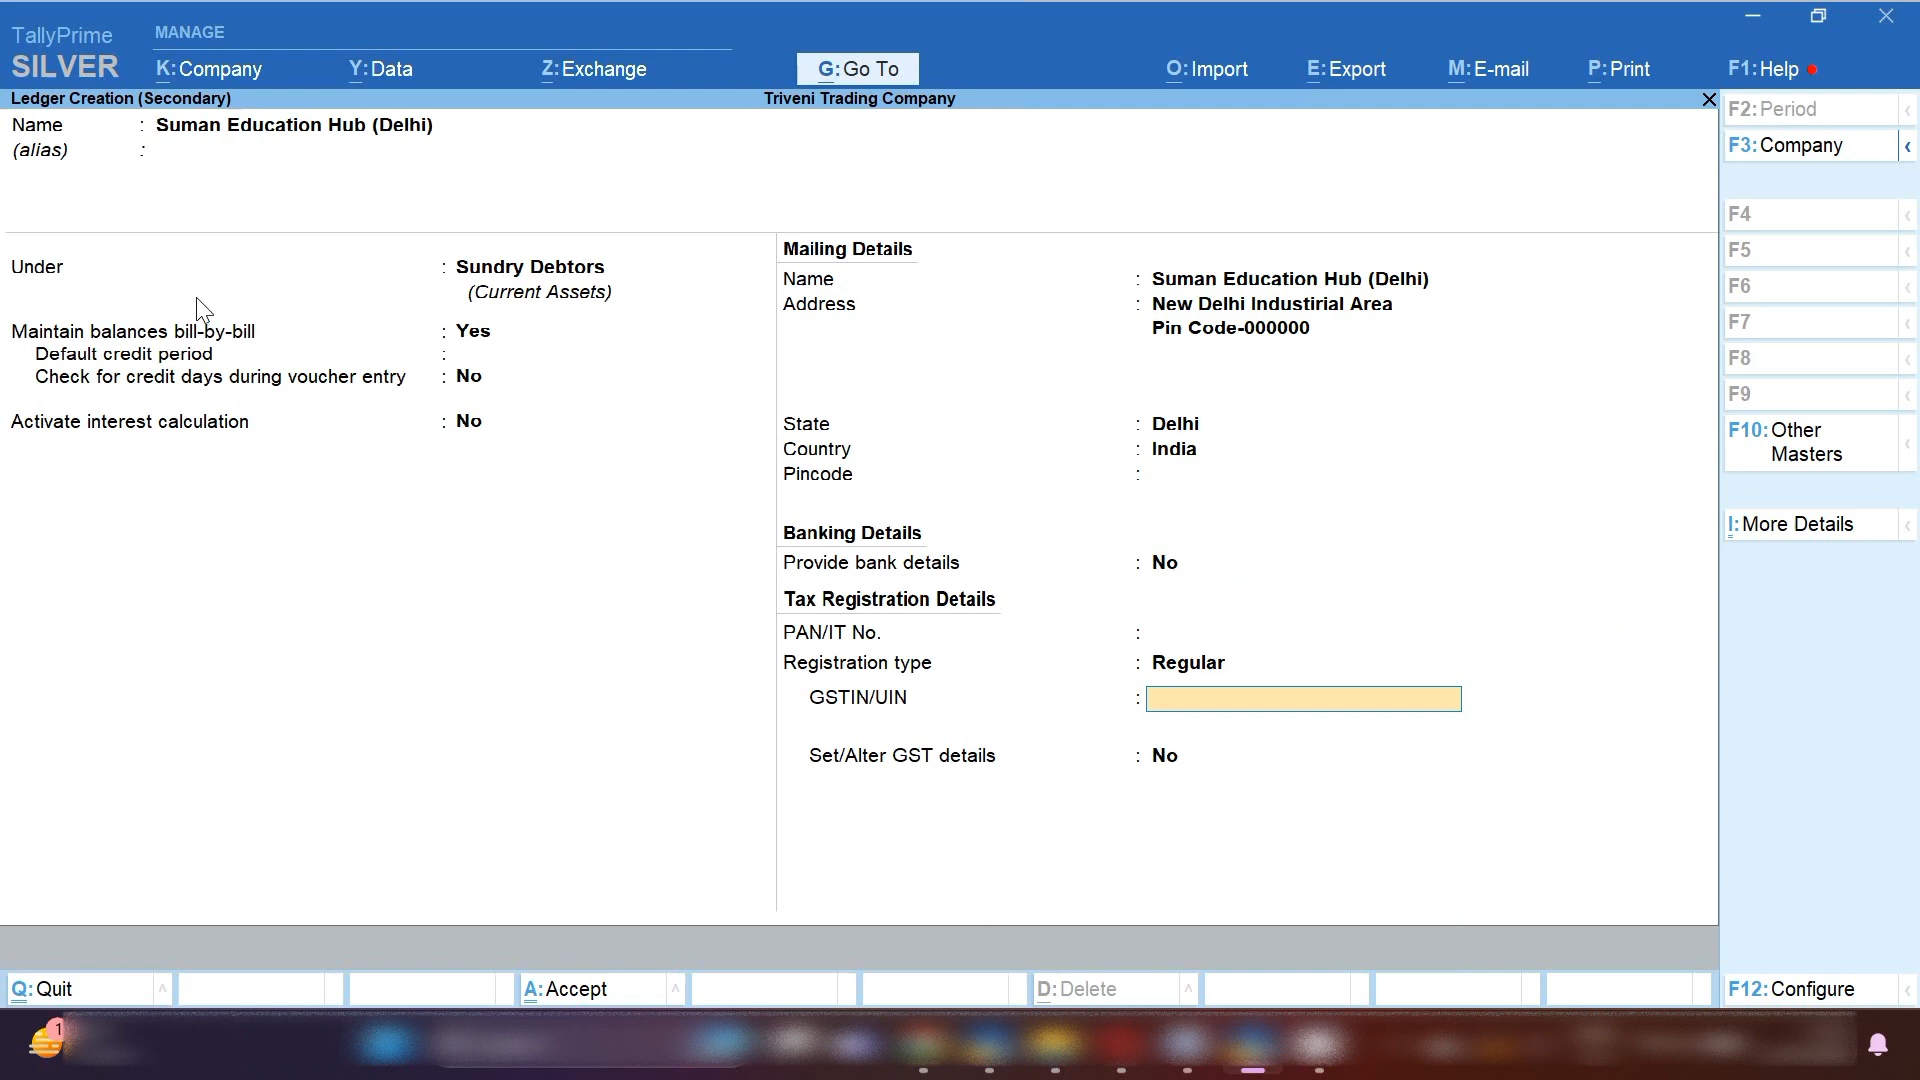 TallyPrime
SILVER
MANAGE
K:Company
Y:Data
Z:Exchange
G:Go To
O:Import
E:Export
M:E-mail
P:Print
F1:Help
Ledger Creation (Secondary)
Triveni Trading Company
Name : Suman Education Hub (Delhi)
(alias) :
Under : Sundry Debtors
(Current Assets)
Maintain balances bill-by-bill : Yes
Default credit period :
Check for credit days during voucher entry : No
Activate interest calculation : No
Mailing Details
Name : Suman Education Hub (Delhi)
Address : New Delhi Industirial Area
Pin Code-000000
State : Delhi
Country : India
Pincode :
Banking Details
Provide bank details : No
Tax Registration Details
PAN/IT No. :
Registration type : Regular
GSTIN/UIN :
Set/Alter GST details : No
F2:Period
F3:Company
F4
F5
F6
F7
F8
F9
F10:Other
Masters
I:More Details
Q:Quit
A:Accept
D:Delete
F12:Configure
1